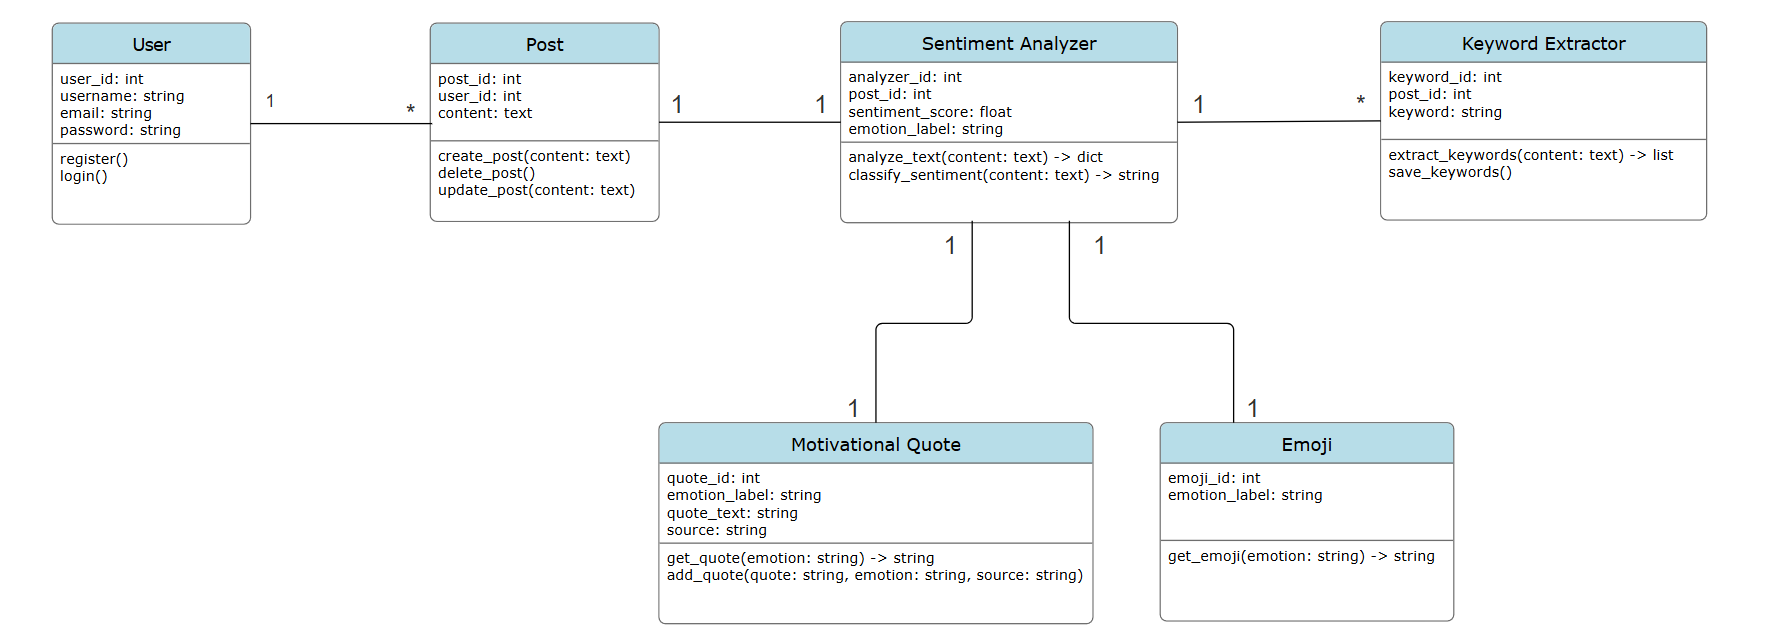 User
user_id: int
username: string
email: string
password: string
register()
login()
1
*
Post
post_id: int
user_id: int
content: text
create_post(content: text)
delete_post()
update_post(content: text)
1
1
Sentiment Analyzer
analyzer_id: int
post_id: int
sentiment_score: float
emotion_label: string
analyze_text(content: text) -> dict
classify_sentiment(content: text) -> string
1
*
Keyword Extractor
keyword_id: int
post_id: int
keyword: string
extract_keywords(content: text) -> list
save_keywords()
1
1
1
1
Motivational Quote
quote_id: int
emotion_label: string
quote_text: string
source: string
get_quote(emotion: string) -> string
add_quote(quote: string, emotion: string, source: string)
Emoji
emoji_id: int
emotion_label: string
get_emoji(emotion: string) -> string